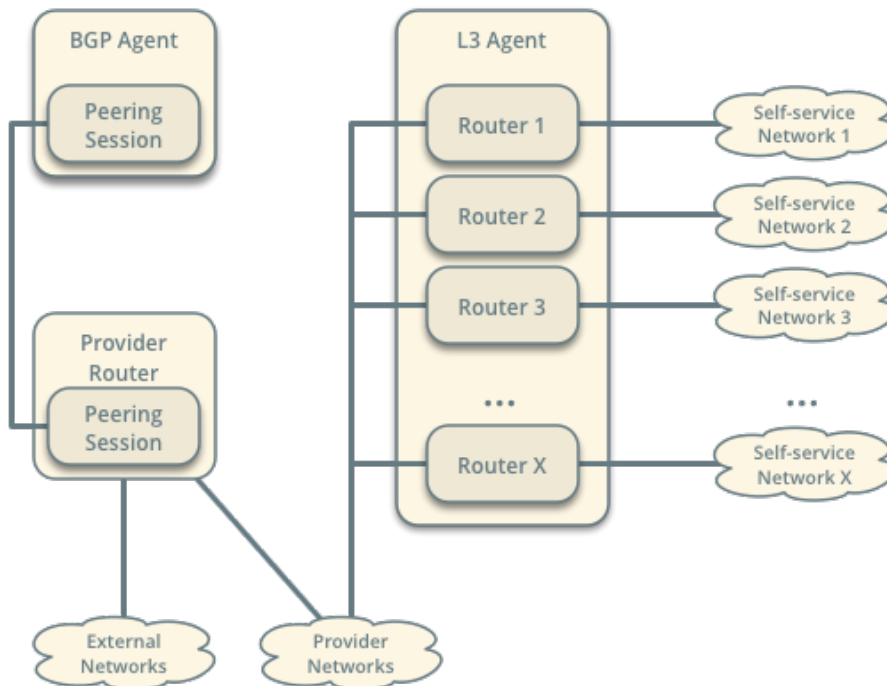 BGP Agent
Peering
Session
L3 Agent
Router 1
Self-service
Network 1
Router 2
Self-service
Network 2
Router 3
Self-service
Network 3
Provider
Router
Peering
Session
...
...
Router X
Self-service
Network X
External
Networks
Provider
Networks